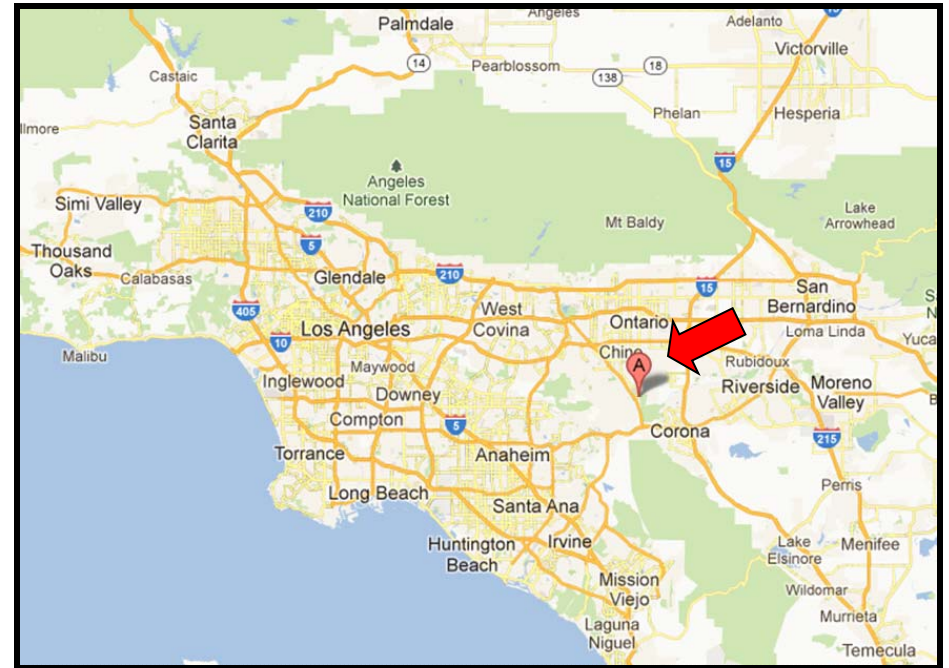 Angeles
Palmdale
Adelanto
15
Victorville
14
Pearblossom
18
138
Castaic
Phelan
Hesperia
llmore
Santa
Clarita
15
Angeles
National Forest
Simi Valley
210
Mt Baldy
Lake
Arrowhead
5
Thousand
Oaks
Calabasas
Glendale
210
15
San
Bernardino
S
N
405
West
Covina
Ontario
Los Angeles
Loma Linda
Yuca
10
Malibu
Maywood
Chino
A
Rubidoux
Inglewood
Riverside
Moreno
Valley
B
Downey
Compton
5
Corona
215
Torrance
Anaheim
Perris
Long Beach
Santa Ana
Huntington
Beach
Irvine
Lake
Elsinore
Menifee
Mission
Viejo
Wildomar
Laguna
Niguel
Murrieta
Temecula